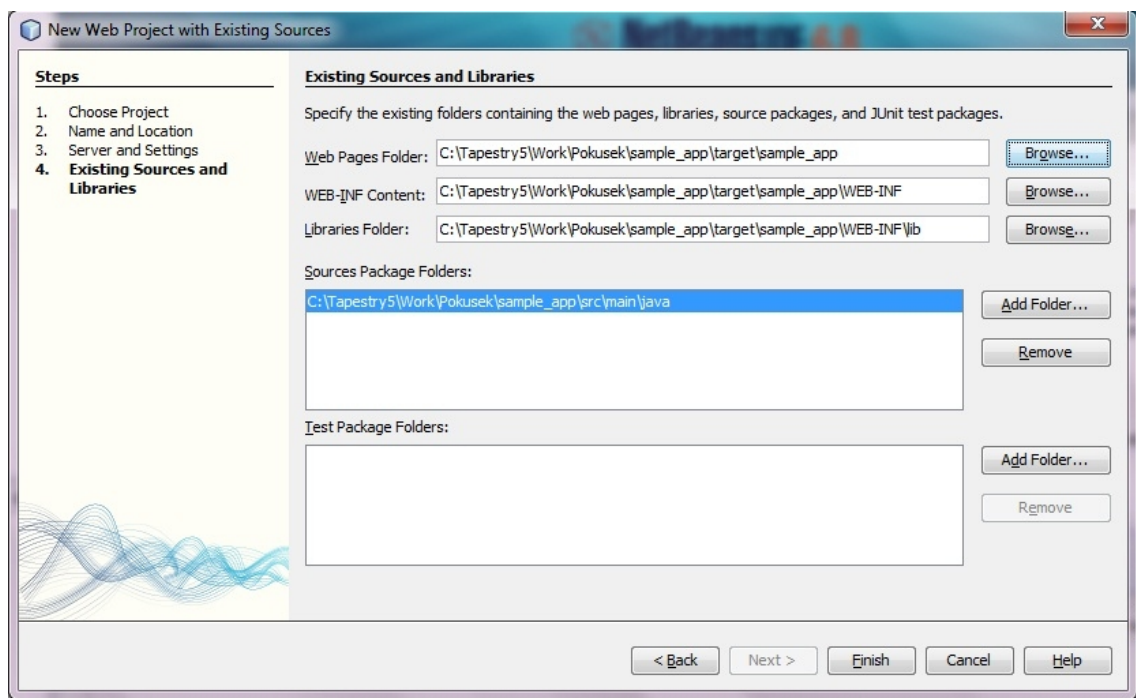 New Web Project with Existing Sources
NetBeans IDE 6.8
Steps
1. Choose Project
2. Name and Location
3. Server and Settings
4. Existing Sources and
Libraries
Existing Sources and Libraries
Specify the existing folders containing the web pages, libraries, source packages, and JUnit test packages.
Web Pages Folder: C:\Tapestry5\Work\Pokusek\sample_app\target\sample_app Browse...
WEB-INF Content: C:\Tapestry5\Work\Pokusek\sample_app\target\sample_app\WEB-INF Browse...
Libraries Folder: C:\Tapestry5\Work\Pokusek\sample_app\target\sample_app\WEB-INF\lib Browse...
Sources Package Folders:
C:\Tapestry5\Work\Pokusek\sample_app\src\main\java
Add Folder...
Remove
Test Package Folders:
Add Folder...
Remove
< Back Next > Finish Cancel Help